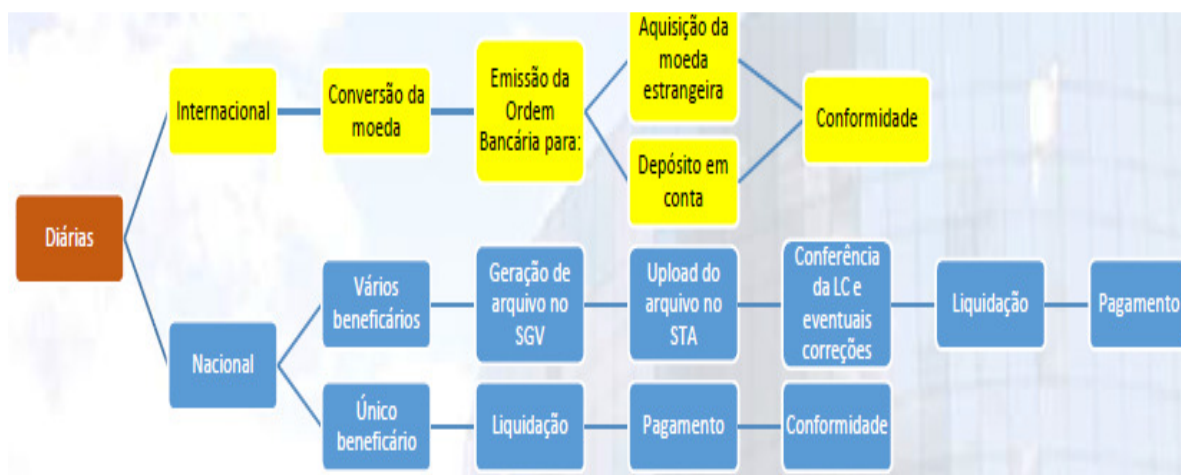 Diárias
Internacional
Conversão da
moeda
Emissão da
Ordem
Bancária para:
Aquisição da
moeda
estrangeira
Depósito em
conta
Conformidade
Nacional
Vários
beneficários
Geração de
arquivo no
SGV
Upload do
arquivo no
STA
Conferência
da LC e
eventuais
correções
Liquidação
Pagamento
Único
beneficário
Liquidação
Pagamento
Conformidade